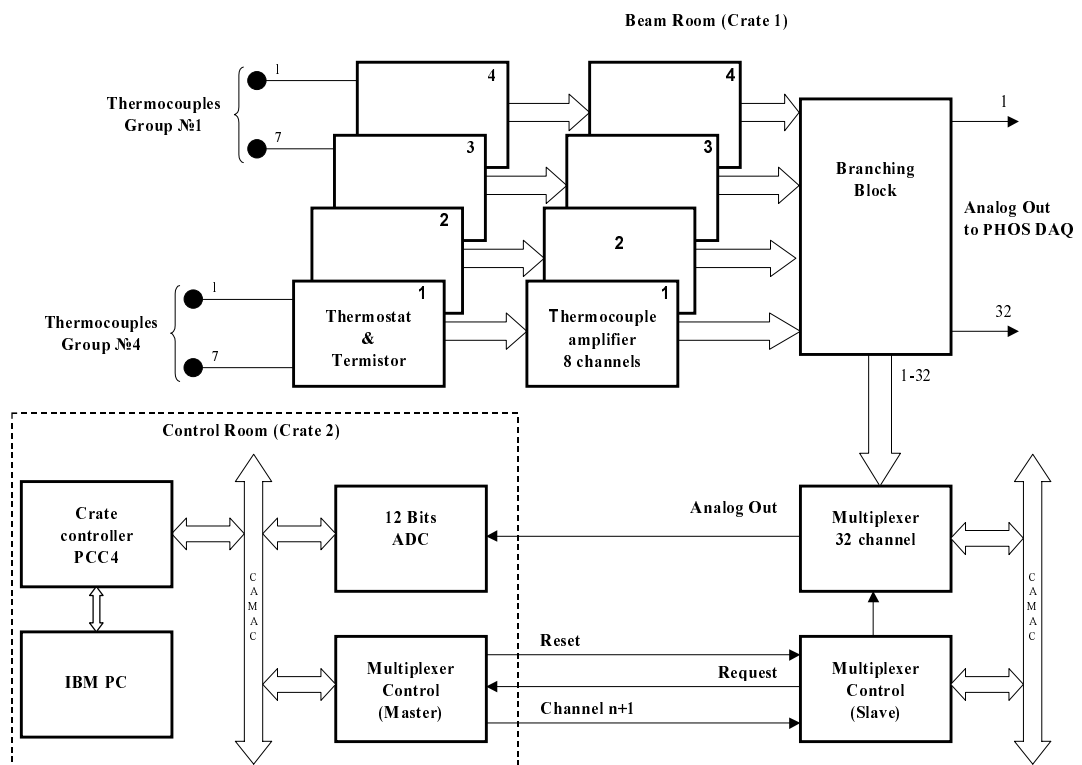 Beam Room (Crate 1)
Thermocouples
Group №1
1
7
4
3
2
1
Thermostat
&
Termistor
4
3
2
1
Thermocouple
amplifier
8 channels
Thermocouples
Group №4
1
7
Branching
Block
1
Analog Out
to PHOS DAQ
32
1-32
Control Room (Crate 2)
Crate
controller
PCC4
IBM PC
CAMAC
12 Bits
ADC
Analog Out
Multiplexer
32 channel
CAMAC
Multiplexer
Control
(Master)
Reset
Request
Channel n+1
Multiplexer
Control
(Slave)